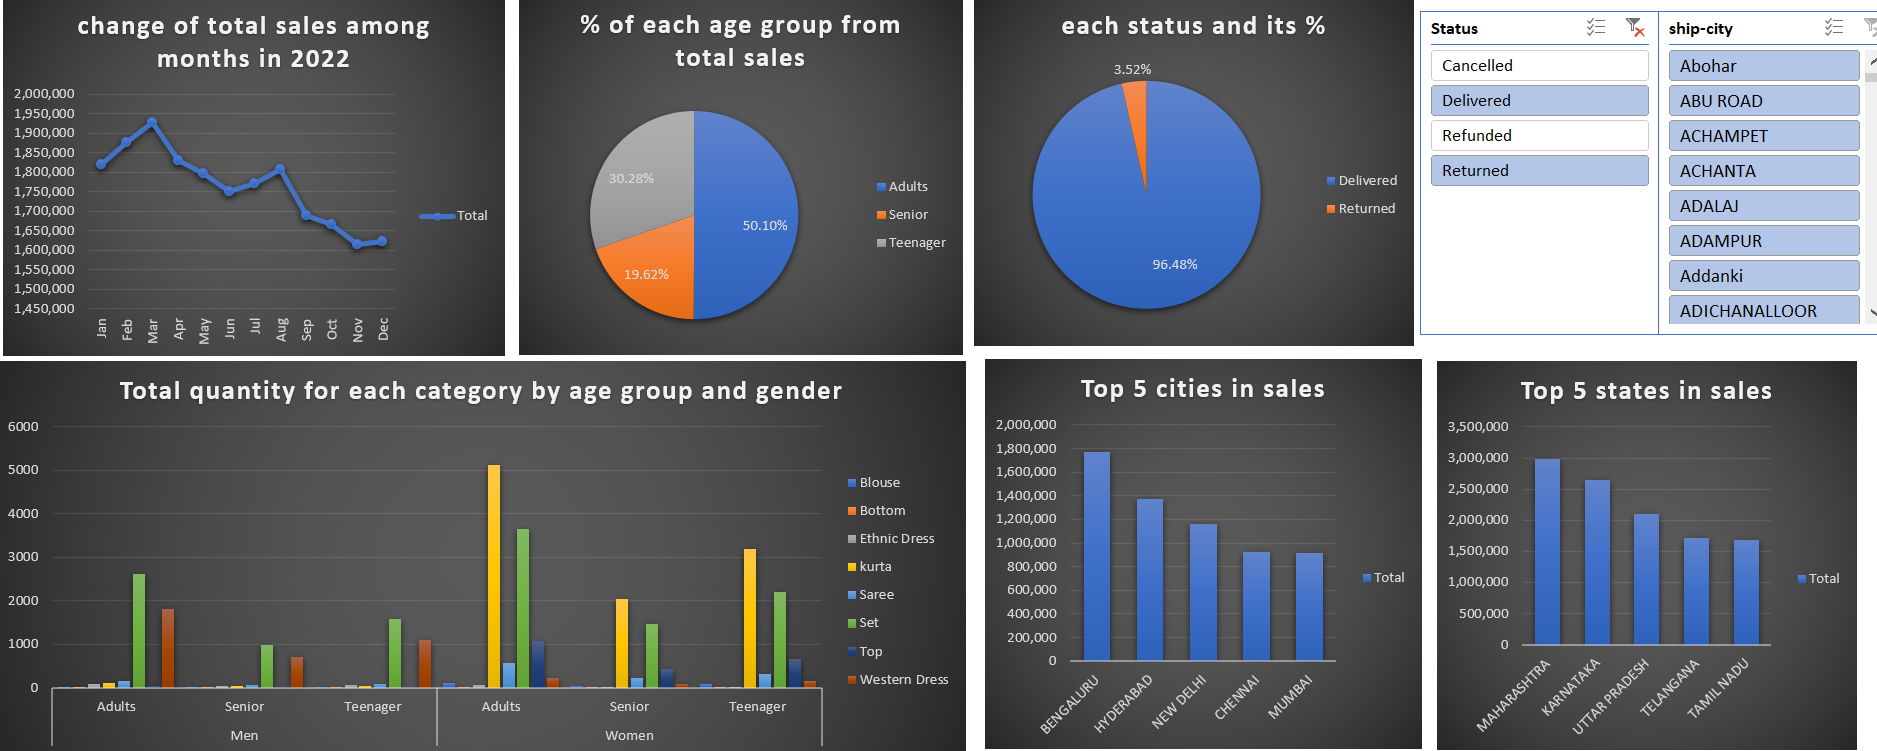 change of total sales among
months in 2022
2,000,000
1,950,000
1,900,000
1,850,000
1,800,000
1,750,000
1,700,000
1,650,000
1,600,000
1,550,000
1,500,000
1,450,000
Jan
Feb
Mar
Apr
May
Jun
Jul
Aug
Sep
Oct
Nov
Dec
Total
% of each age group from
total sales
30.28%
50.10%
19.62%
Adults
Senior
Teenager
each status and its %
3.52%
96.48%
Delivered
Returned
Status
Cancelled
Delivered
Refunded
Returned
ship-city
Abohar
ABU ROAD
ACHAMPET
ACHANTA
ADALAJ
ADAMPUR
Addanki
ADICHANALLOOR
Total quantity for each category by age group and gender
6000
5000
4000
3000
2000
1000
0
Adults
Senior
Teenager
Adults
Senior
Teenager
Men
Women
Blouse
Bottom
Ethnic Dress
kurta
Saree
Set
Top
Western Dress
Top 5 cities in sales
2,000,000
1,800,000
1,600,000
1,400,000
1,200,000
1,000,000
800,000
600,000
400,000
200,000
0
BENGALURU
HYDERABAD
NEW DELHI
CHENNAI
MUMBAI
Total
Top 5 states in sales
3,500,000
3,000,000
2,500,000
2,000,000
1,500,000
1,000,000
500,000
0
MAHARASHTRA
KARNATAKA
UTTAR PRADESH
TELANGANA
TAMIL NADU
Total